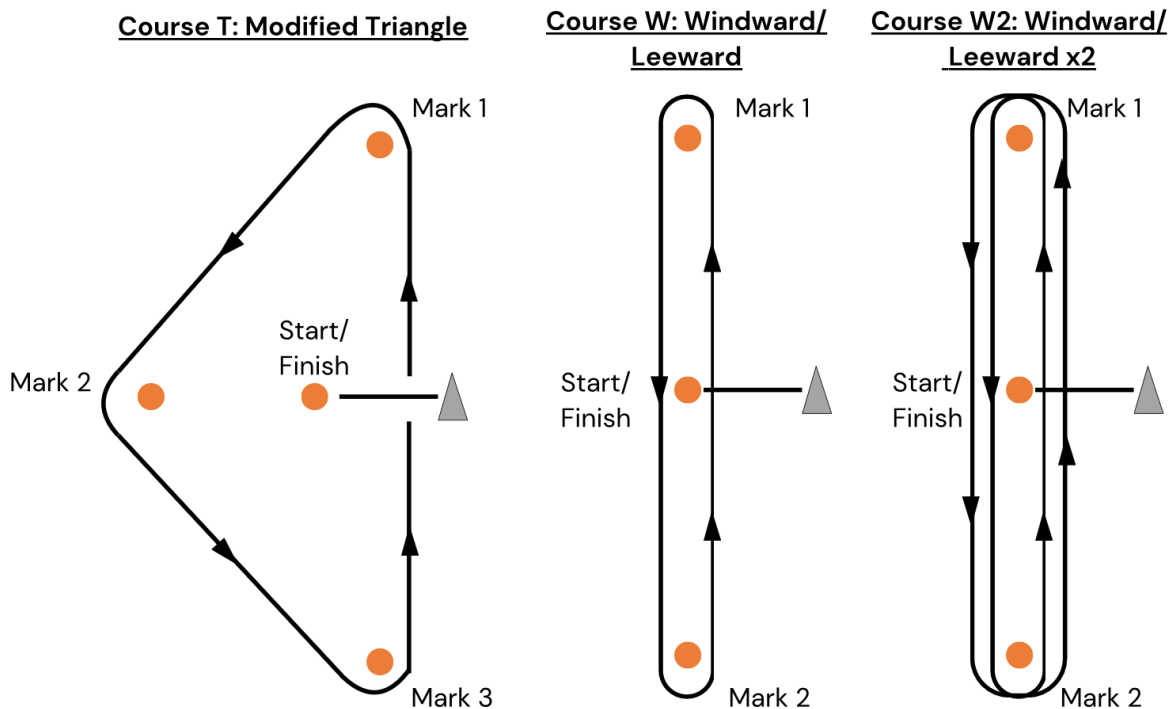 Course T: Modified Triangle
Mark 1
Start/
Finish
Mark 2
Mark 3
Course W: Windward/
Leeward
Mark 1
Start/
Finish
Mark 2
Course W2: Windward/
Leeward x2
Mark 1
Start/
Finish
Mark 2